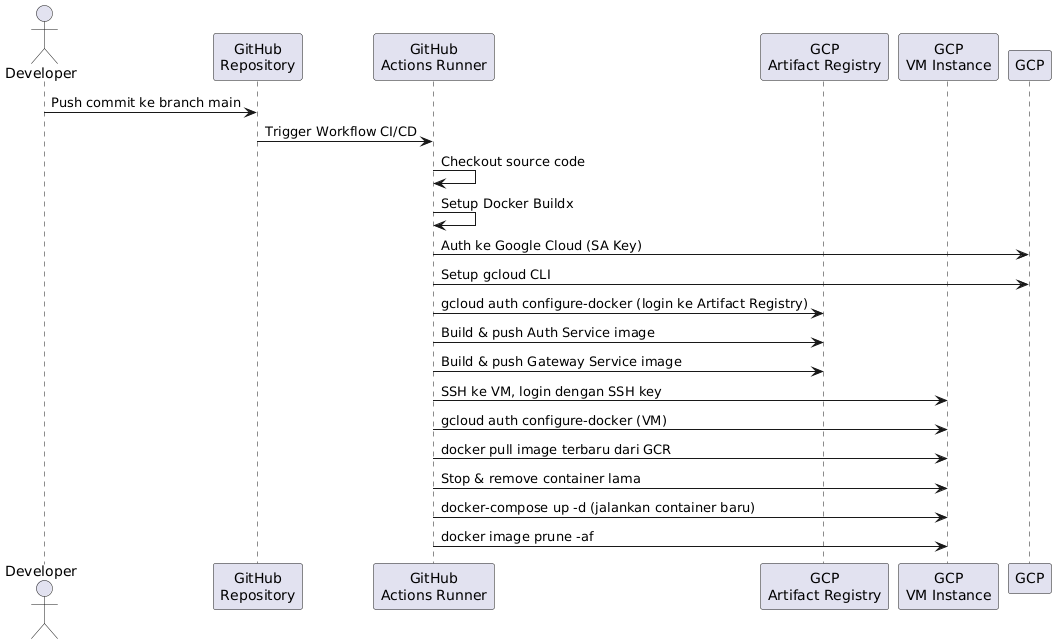 Developer
GitHub
Repository
GitHub
Actions Runner
GCP
Artifact Registry
GCP
VM Instance
GCP
Push commit ke branch main
Trigger Workflow CI/CD
Checkout source code
Setup Docker Buildx
Auth ke Google Cloud (SA Key)
Setup gcloud CLI
gcloud auth configure-docker (login ke Artifact Registry)
Build & push Auth Service image
Build & push Gateway Service image
SSH ke VM, login dengan SSH key
gcloud auth configure-docker (VM)
docker pull image terbaru dari GCR
Stop & remove container lama
docker-compose up -d (jalankan container baru)
docker image prune -af
Developer
GitHub
Repository
GitHub
Actions Runner
GCP
Artifact Registry
GCP
VM Instance
GCP